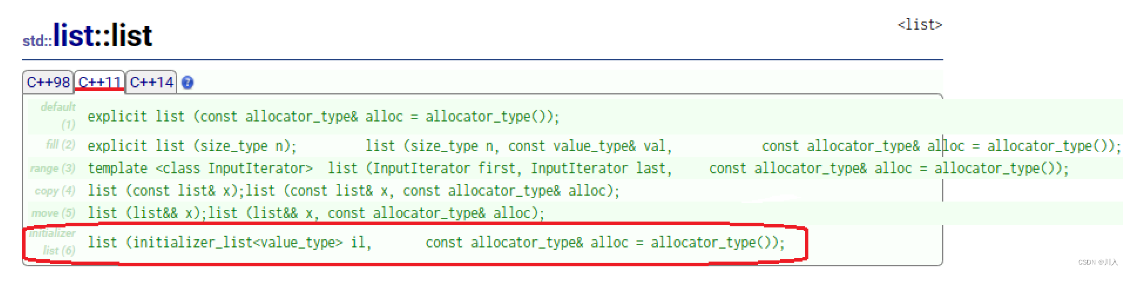 std::list::list
<list>
C++98 C++11 C++14 ?
default (1) explicit list (const allocator_type& alloc = allocator_type());
fill (2) explicit list (size_type n); list (size_type n, const value_type& val, const allocator_type& alloc = allocator_type());
range (3) template <class InputIterator> list (InputIterator first, InputIterator last, const allocator_type& alloc = allocator_type());
copy (4) list (const list& x);list (const list& x, const allocator_type& alloc);
move (5) list (list&& x);list (list&& x, const allocator_type& alloc);
initializer list (6) list (initializer_list<value_type> il, const allocator_type& alloc = allocator_type());